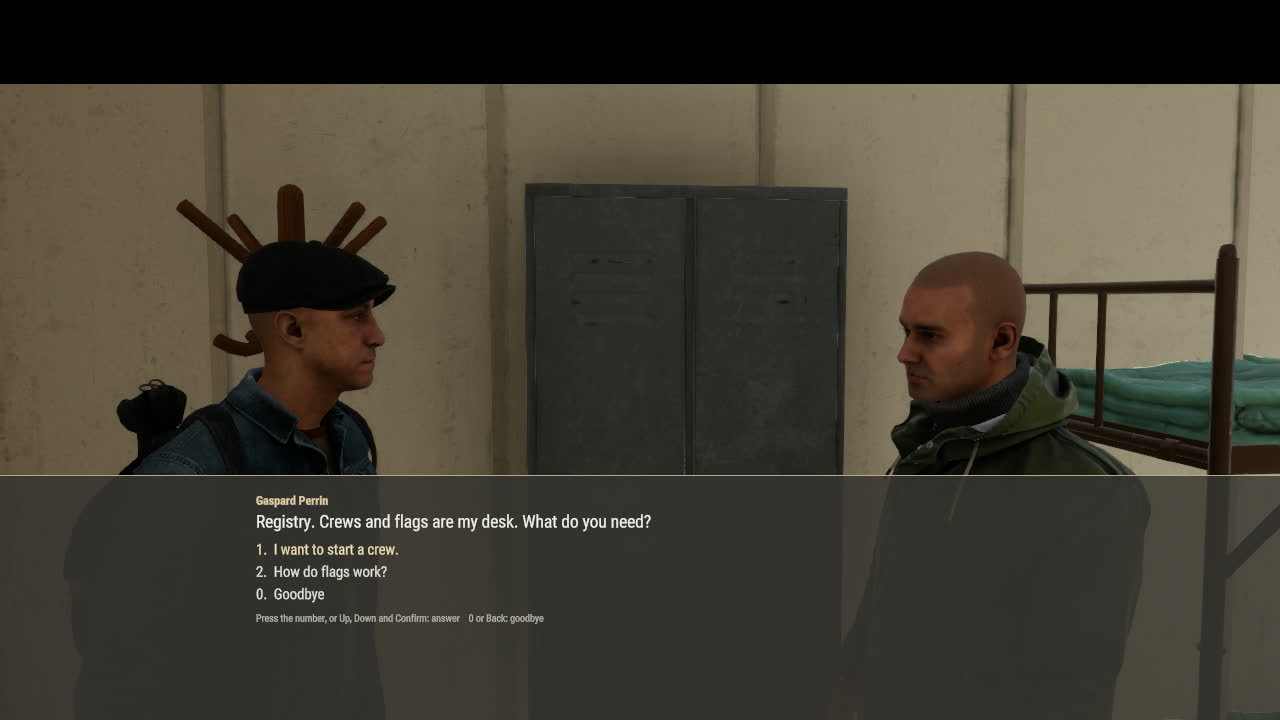 Gaspard Perrin
Registry. Crews and flags are my desk. What do you need?
1. I want to start a crew.
2. How do flags work?
0. Goodbye
Press the number, or Up, Down and Confirm: answer 0 or Back: goodbye